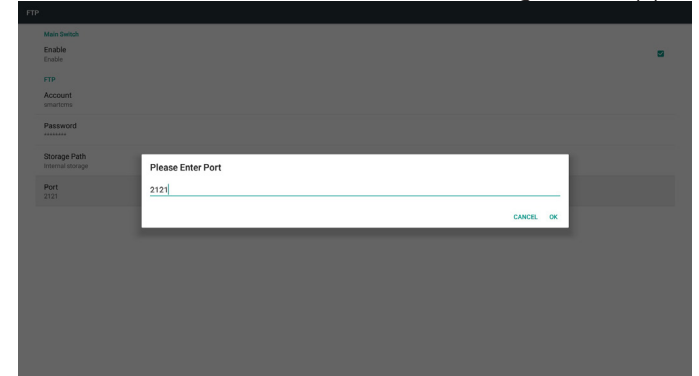 FTP
Main Switch
Enable
Enable
FTP
Account
smartcms
Password
********
Storage Path
Internal storage
Port
2121
Please Enter Port
2121
CANCEL OK